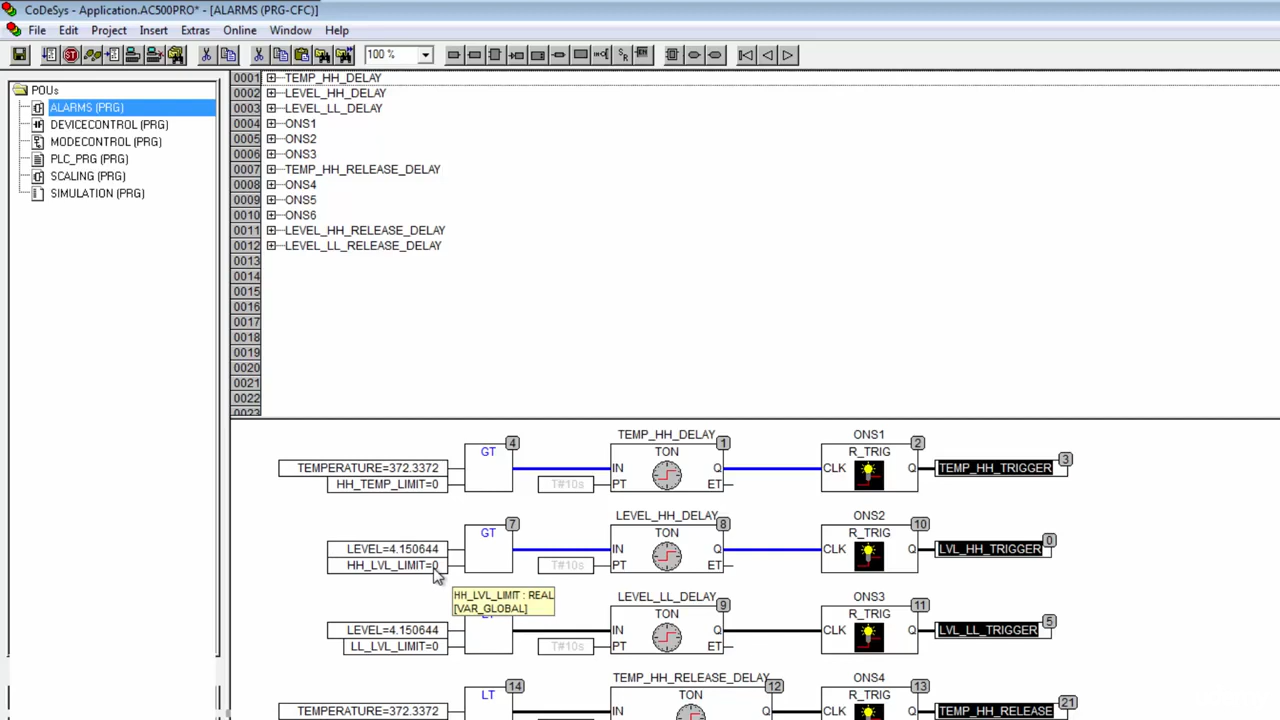 CoDeSys - Application.AC500PRO* - [ALARMS (PRG-CFC)]
File Edit Project Insert Extras Online Window Help
100 %
POUs
ALARMS (PRG)
DEVICECONTROL (PRG)
MODECONTROL (PRG)
PLC_PRG (PRG)
SCALING (PRG)
SIMULATION (PRG)
0001 TEMP_HH_DELAY
0002 LEVEL_HH_DELAY
0003 LEVEL_LL_DELAY
0004 ONS1
0005 ONS2
0006 ONS3
0007 TEMP_HH_RELEASE_DELAY
0008 ONS4
0009 ONS5
0010 ONS6
0011 LEVEL_HH_RELEASE_DELAY
0012 LEVEL_LL_RELEASE_DELAY
0013
0014
0015
0016
0017
0018
0019
0020
0021
0022
0023
TEMP_HH_DELAY ONS1
GT 4 TON 1 R_TRIG 2
TEMPERATURE=372.3372 IN Q CLK Q TEMP_HH_TRIGGER 3
HH_TEMP_LIMIT=0 T#10s PT ET
LEVEL_HH_DELAY ONS2
GT 7 TON 8 R_TRIG 10
LEVEL=4.150644 IN Q CLK Q LVL_HH_TRIGGER 0
HH_LVL_LIMIT=0 T#10s PT ET
HH_LVL_LIMIT : REAL
[VAR_GLOBAL]
LEVEL_LL_DELAY ONS3
TON 9 R_TRIG 11
LEVEL=4.150644 IN Q CLK Q LVL_LL_TRIGGER 5
LL_LVL_LIMIT=0 T#10s PT ET
TEMP_HH_RELEASE_DELAY ONS4
LT 14 TON 12 R_TRIG 13
TEMPERATURE=372.3372 IN Q CLK Q TEMP_HH_RELEASE 21